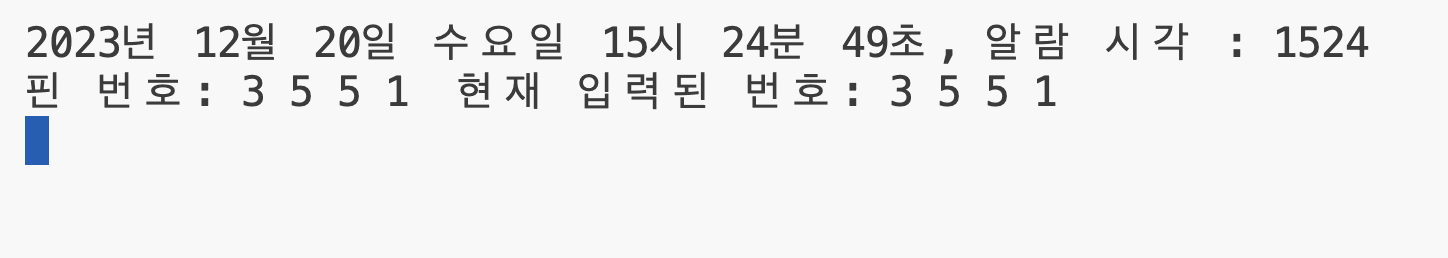 2023년 12월 20일 수요일 15시 24분 49초, 알람 시각 : 1524
핀 번호: 3 5 5 1 현재 입력된 번호: 3 5 5 1